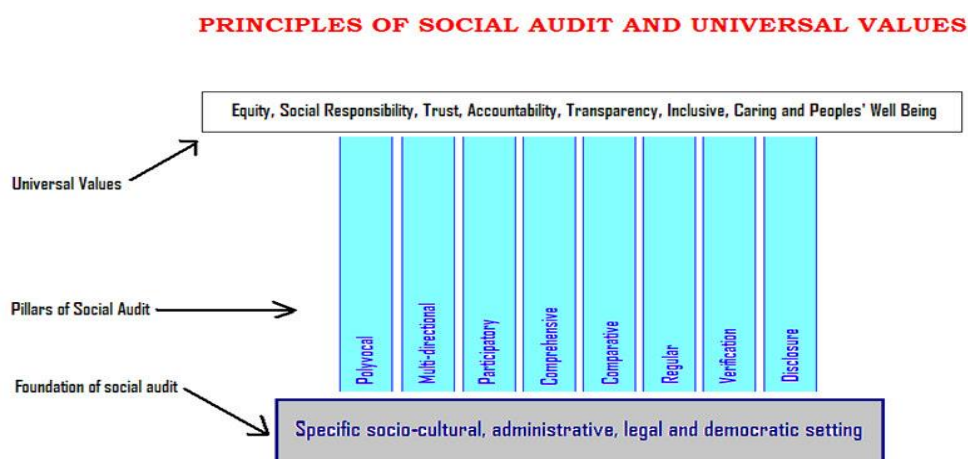 PRINCIPLES OF SOCIAL AUDIT AND UNIVERSAL VALUES
Equity, Social Responsibility, Trust, Accountability, Transparency, Inclusive, Caring and Peoples' Well Being
Universal Values
Pillars of Social Audit
Polyvocal
Multi-directional
Participatory
Comprehensive
Comparative
Regular
Verification
Disclosure
Foundation of social audit
Specific socio-cultural, administrative, legal and democratic setting